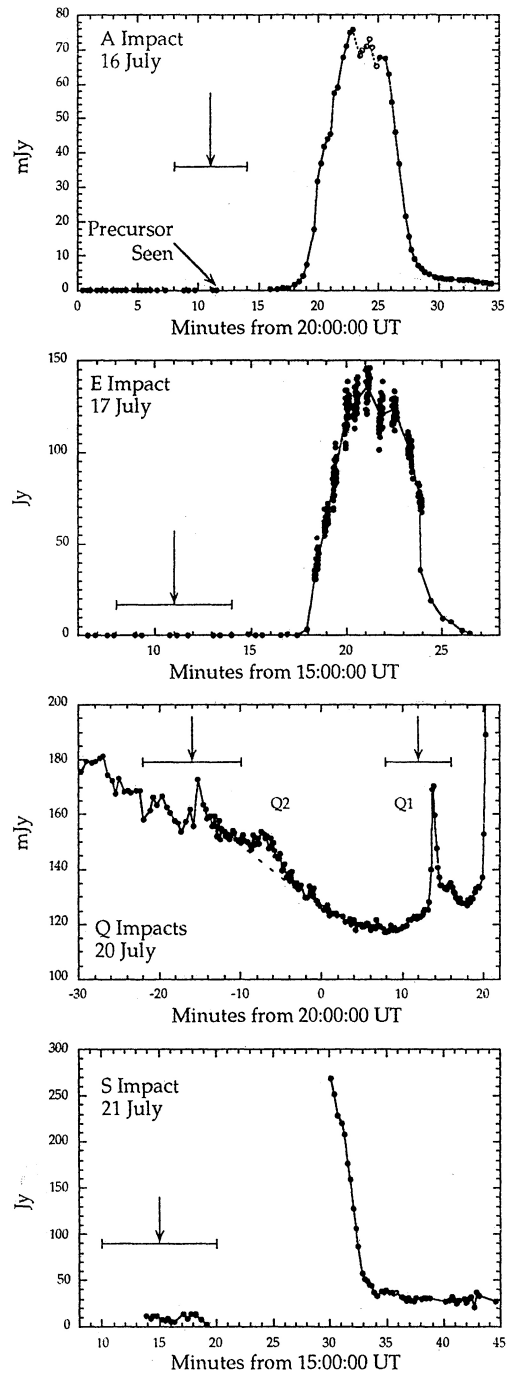 80
70
60
50
40
30
20
10
0
mJy
A Impact
16 July
Precursor
Seen
0 5 10 15 20 25 30 35
Minutes from 20:00:00 UT
150
100
50
0
Jy
E Impact
17 July
10 15 20 25
Minutes from 15:00:00 UT
200
180
160
140
120
100
mJy
Q2 Q1
Q Impacts
20 July
-30 -20 -10 0 10 20
Minutes from 20:00:00 UT
300
250
200
150
100
50
0
Jy
S Impact
21 July
10 15 20 25 30 35 40 45
Minutes from 15:00:00 UT